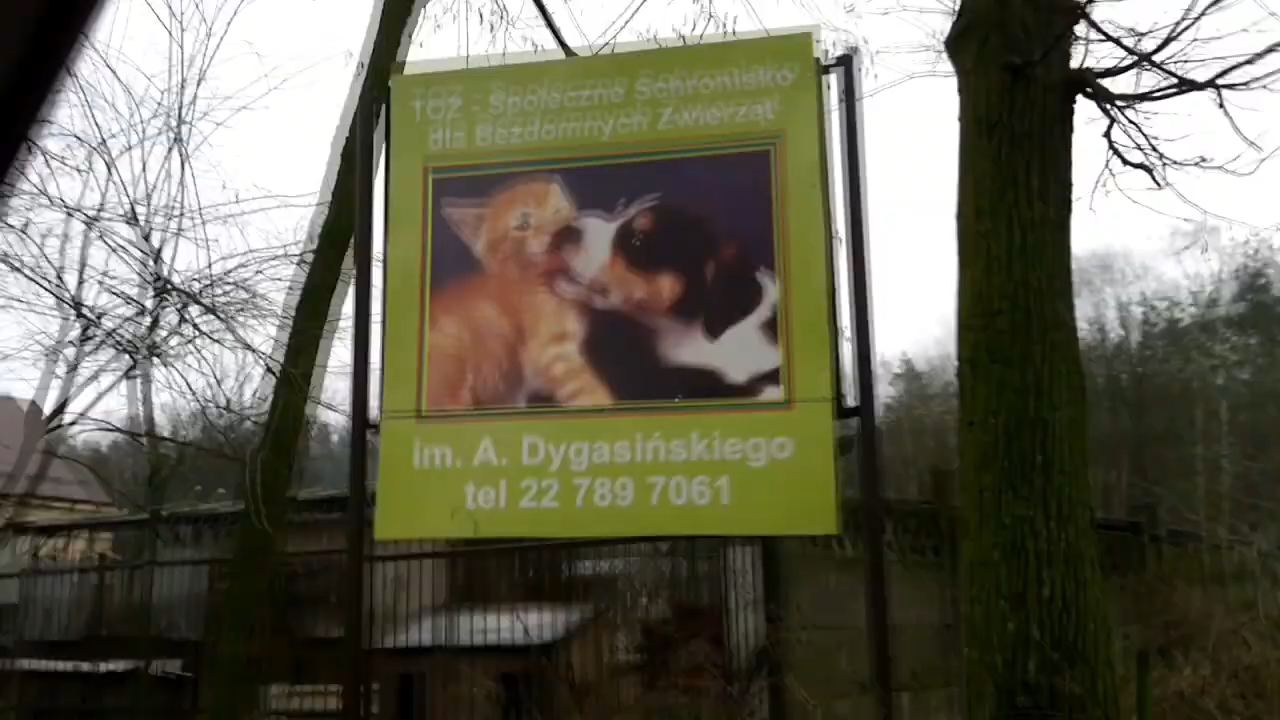 TOZ - Społeczne Schronisko
dla Bezdomnych Zwierząt
im. A. Dygasińskiego
tel 22 789 7061